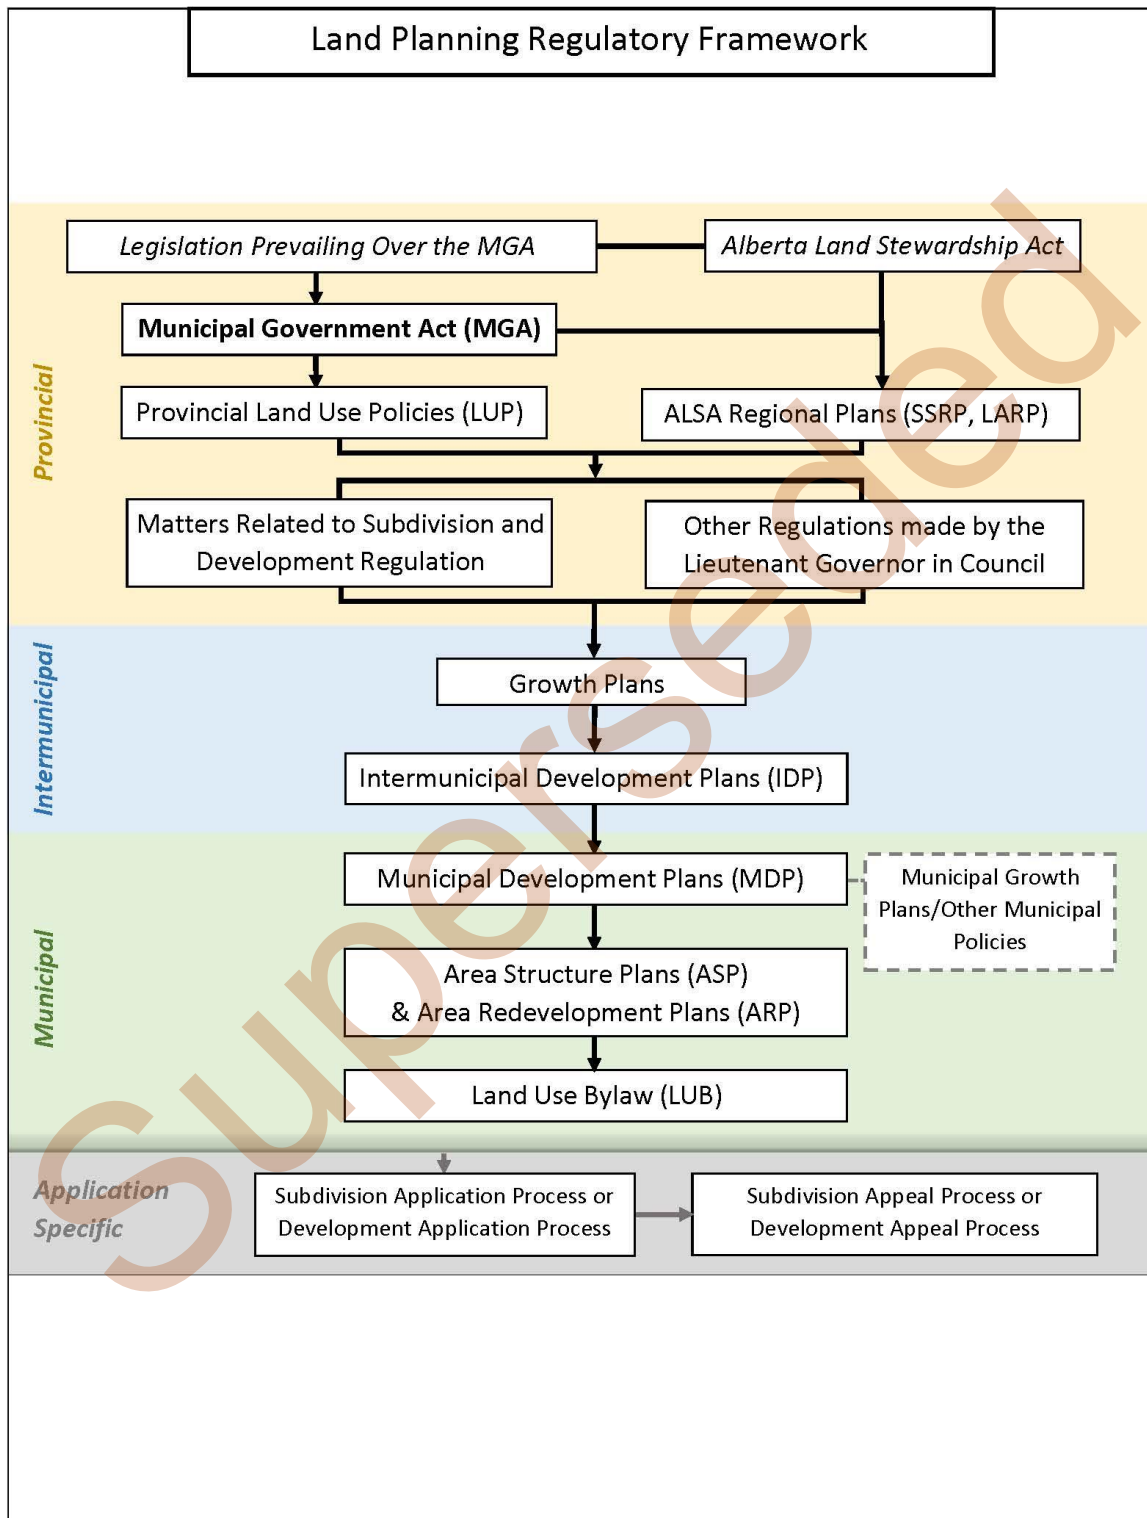 Land Planning Regulatory Framework
Legislation Prevailing Over the MGA
Alberta Land Stewardship Act
Municipal Government Act (MGA)
Provincial Land Use Policies (LUP)
ALSA Regional Plans (SSRP, LARP)
Provincial
Matters Related to Subdivision and
Development Regulation
Other Regulations made by the
Lieutenant Governor in Council
Intermunicipal
Growth Plans
Intermunicipal Development Plans (IDP)
Municipal
Municipal Development Plans (MDP)
Municipal Growth
Plans/Other Municipal
Policies
Area Structure Plans (ASP)
& Area Redevelopment Plans (ARP)
Land Use Bylaw (LUB)
Application
Specific
Subdivision Application Process or
Development Application Process
Subdivision Appeal Process or
Development Appeal Process
Superseded